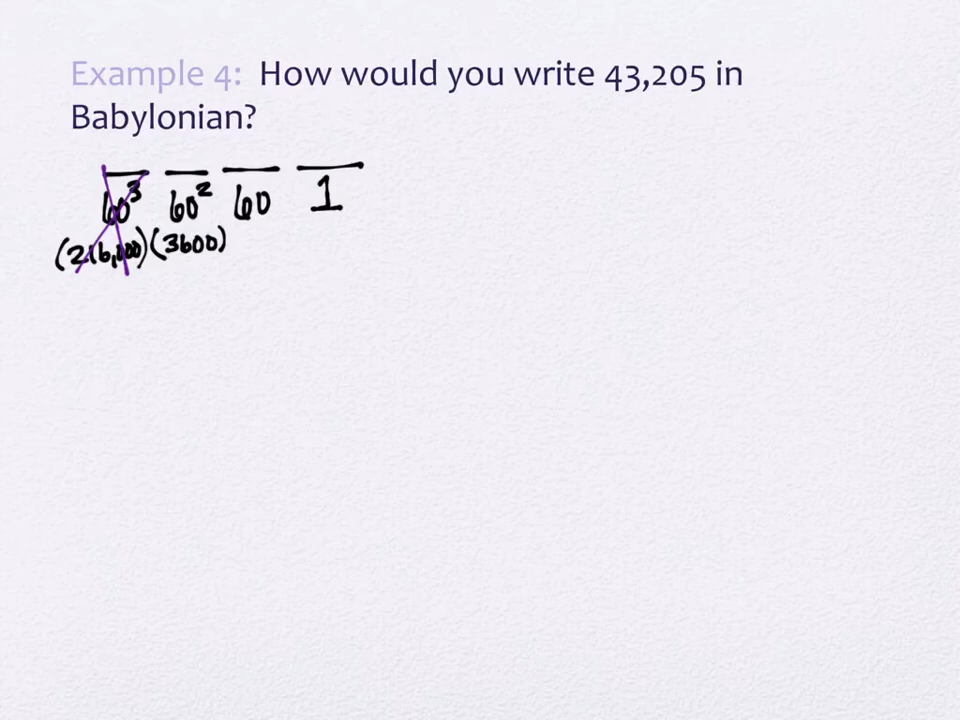 Example 4: How would you write 43,205 in
Babylonian?
60³ 60² 60 1
(216,000) (3600)